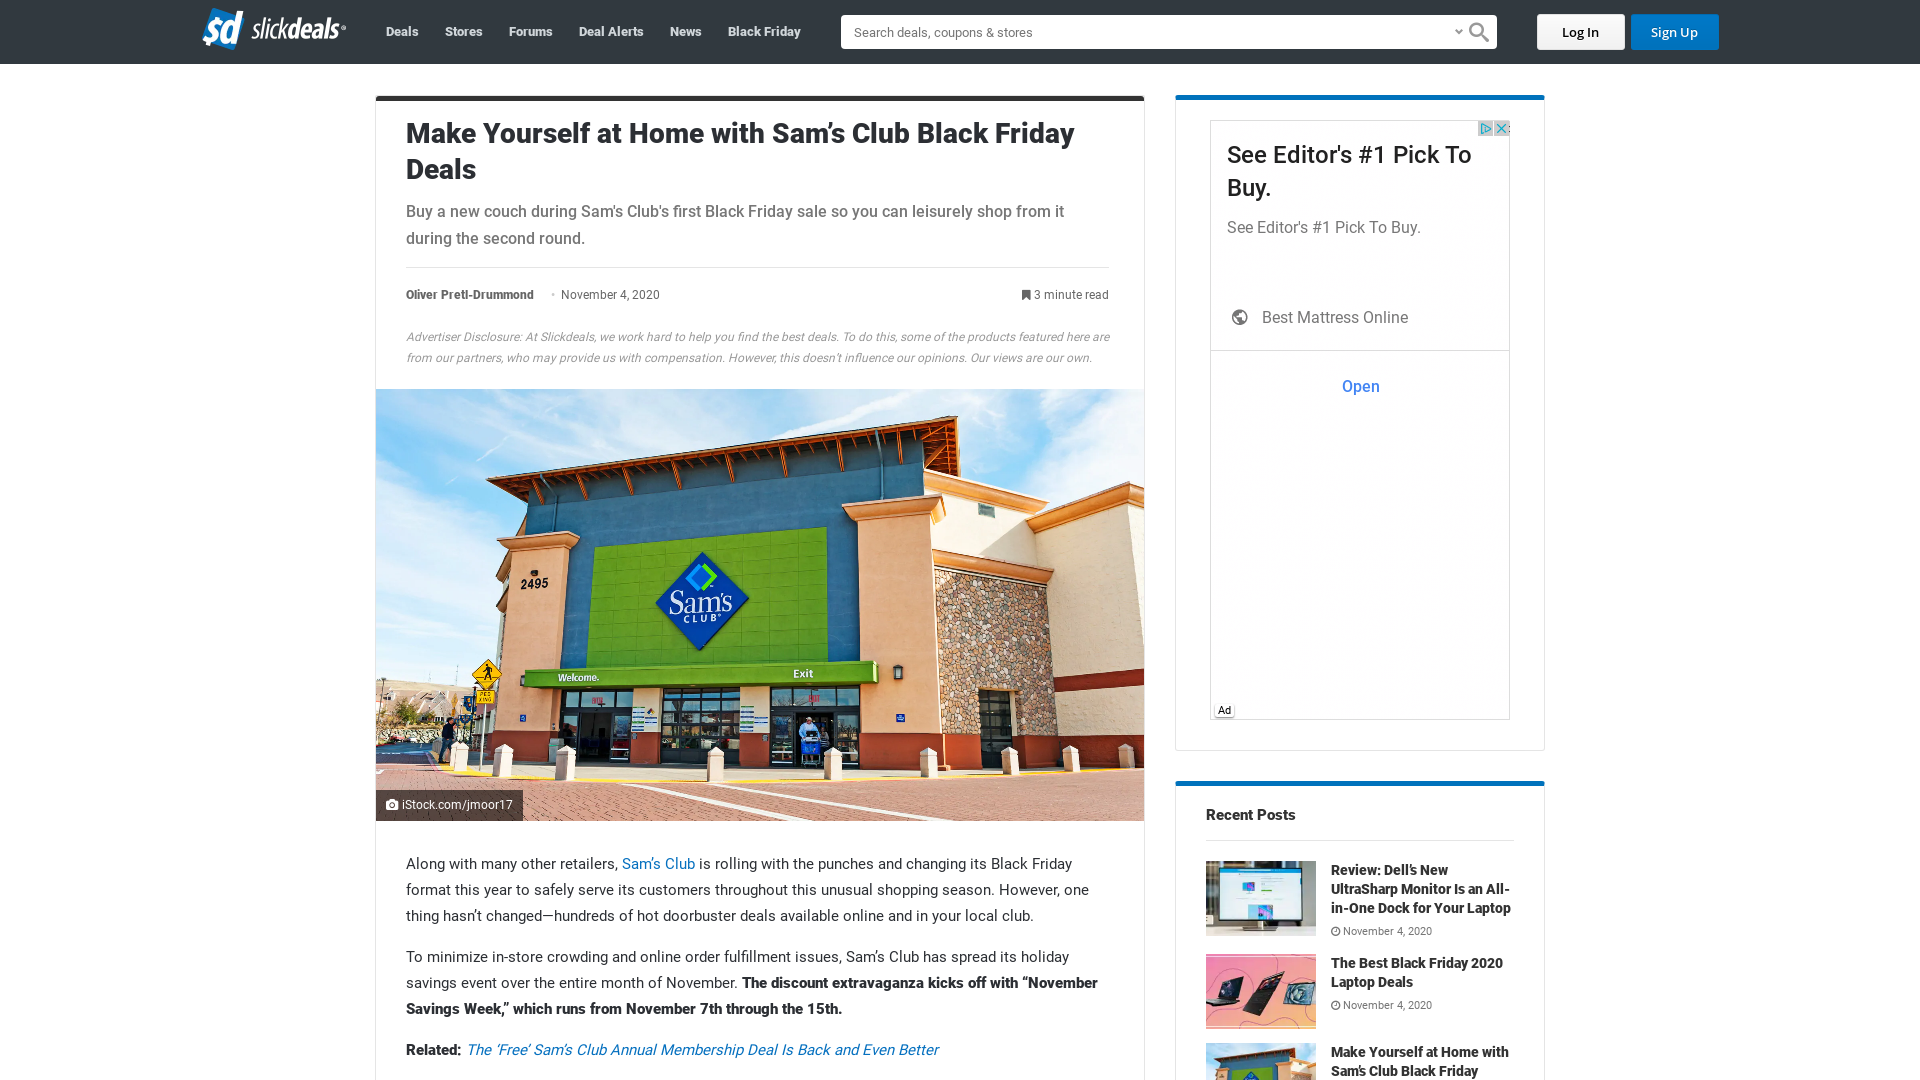 sd slickdeals
Deals
Stores
Forums
Deal Alerts
News
Black Friday
Search deals, coupons & stores
Log In
Sign Up
Make Yourself at Home with Sam’s Club Black Friday
Deals
Buy a new couch during Sam's Club's first Black Friday sale so you can leisurely shop from it
during the second round.
Oliver Pretl-Drummond • November 4, 2020
3 minute read
Advertiser Disclosure: At Slickdeals, we work hard to help you find the best deals. To do this, some of the products featured here are
from our partners, who may provide us with compensation. However, this doesn’t influence our opinions. Our views are our own.
2495
Sam's
CLUB
Welcome.
Exit
PED
XING
iStock.com/jmoor17
Along with many other retailers, Sam’s Club is rolling with the punches and changing its Black Friday
format this year to safely serve its customers throughout this unusual shopping season. However, one
thing hasn’t changed—hundreds of hot doorbuster deals available online and in your local club.
To minimize in-store crowding and online order fulfillment issues, Sam’s Club has spread its holiday
savings event over the entire month of November. The discount extravaganza kicks off with “November
Savings Week,” which runs from November 7th through the 15th.
Related: The ‘Free’ Sam’s Club Annual Membership Deal Is Back and Even Better
See Editor's #1 Pick To
Buy.
See Editor's #1 Pick To Buy.
Best Mattress Online
Open
Ad
Recent Posts
Review: Dell’s New
UltraSharp Monitor Is an All-
in-One Dock for Your Laptop
November 4, 2020
The Best Black Friday 2020
Laptop Deals
November 4, 2020
Make Yourself at Home with
Sam’s Club Black Friday